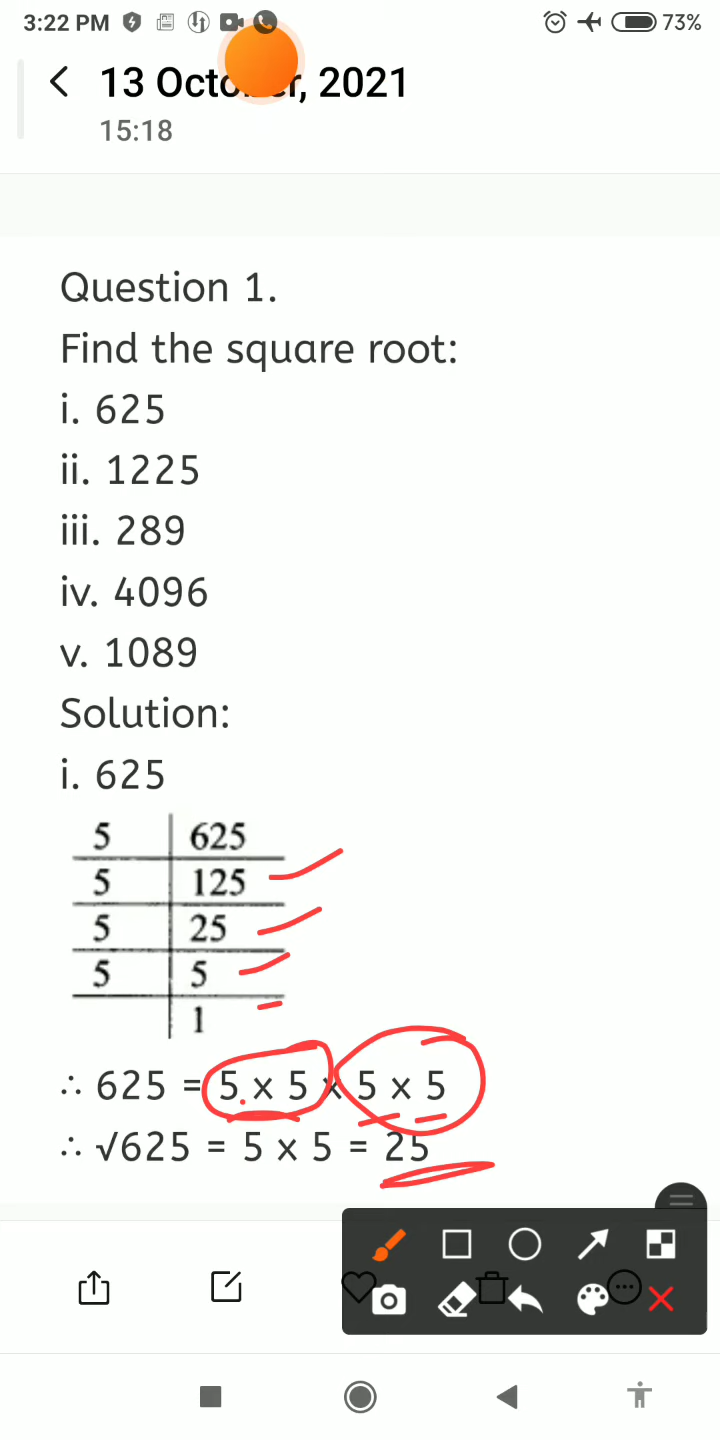 3:22 PM 73%
13 October, 2021
15:18
Question 1.
Find the square root:
i. 625
ii. 1225
iii. 289
iv. 4096
v. 1089
Solution:
i. 625
5 625
5 125
5 25
5 5
1
∴ 625 = 5 x 5 x 5 x 5
∴ √625 = 5 x 5 = 25